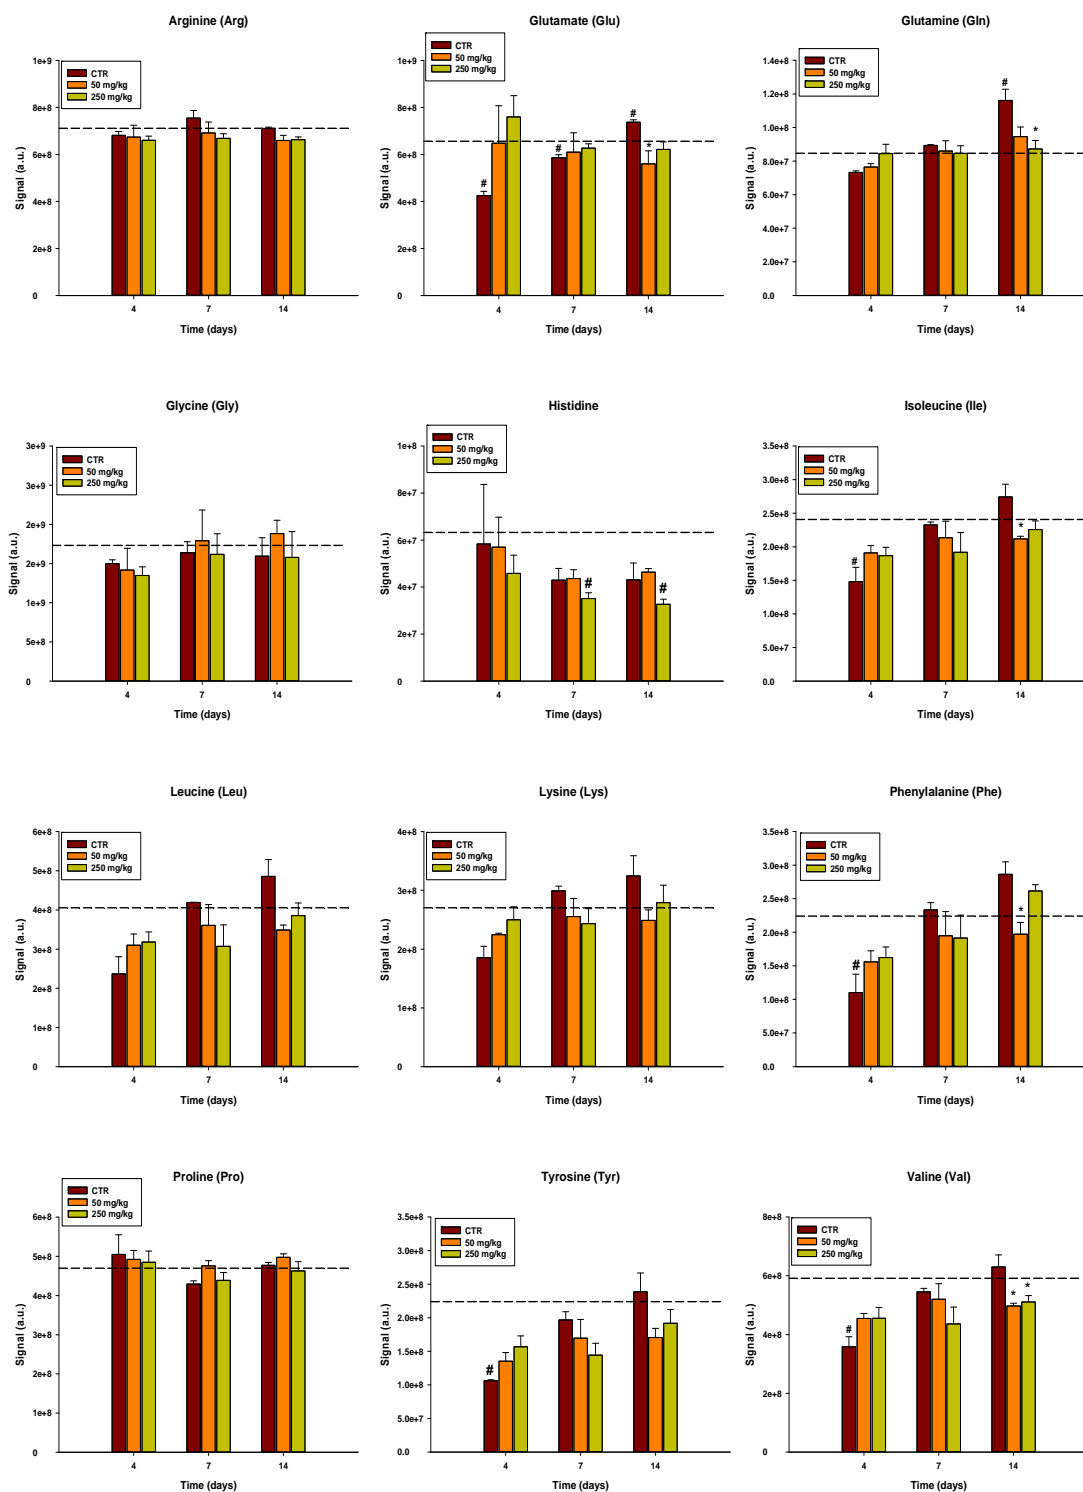 Arginine (Arg)
Signal (a.u.)
1e+9
8e+8
6e+8
4e+8
2e+8
0
CTR
50 mg/kg
250 mg/kg
4 7 14
Time (days)
Glutamate (Glu)
Signal (a.u.)
1e+9
8e+8
6e+8
4e+8
2e+8
0
CTR
50 mg/kg
250 mg/kg
# # # *
4 7 14
Time (days)
Glutamine (Gln)
Signal (a.u.)
1.4e+8
1.2e+8
1.0e+8
8.0e+7
6.0e+7
4.0e+7
2.0e+7
0.0
CTR
50 mg/kg
250 mg/kg
# *
4 7 14
Time (days)
Glycine (Gly)
Signal (a.u.)
3e+9
3e+9
2e+9
2e+9
1e+9
5e+8
0
CTR
50 mg/kg
250 mg/kg
4 7 14
Time (days)
Histidine
Signal (a.u.)
1e+8
8e+7
6e+7
4e+7
2e+7
0
CTR
50 mg/kg
250 mg/kg
# #
4 7 14
Time (days)
Isoleucine (Ile)
Signal (a.u.)
3.5e+8
3.0e+8
2.5e+8
2.0e+8
1.5e+8
1.0e+8
5.0e+7
0.0
CTR
50 mg/kg
250 mg/kg
# *
4 7 14
Time (days)
Leucine (Leu)
Signal (a.u.)
6e+8
5e+8
4e+8
3e+8
2e+8
1e+8
0
CTR
50 mg/kg
250 mg/kg
4 7 14
Time (days)
Lysine (Lys)
Signal (a.u.)
4e+8
3e+8
2e+8
1e+8
0
CTR
50 mg/kg
250 mg/kg
4 7 14
Time (days)
Phenylalanine (Phe)
Signal (a.u.)
3.5e+8
3.0e+8
2.5e+8
2.0e+8
1.5e+8
1.0e+8
5.0e+7
0.0
CTR
50 mg/kg
250 mg/kg
# *
4 7 14
Time (days)
Proline (Pro)
Signal (a.u.)
6e+8
5e+8
4e+8
3e+8
2e+8
1e+8
0
CTR
50 mg/kg
250 mg/kg
4 7 14
Time (days)
Tyrosine (Tyr)
Signal (a.u.)
3.5e+8
3.0e+8
2.5e+8
2.0e+8
1.5e+8
1.0e+8
5.0e+7
0.0
CTR
50 mg/kg
250 mg/kg
#
4 7 14
Time (days)
Valine (Val)
Signal (a.u.)
8e+8
6e+8
4e+8
2e+8
0
CTR
50 mg/kg
250 mg/kg
# * *
4 7 14
Time (days)